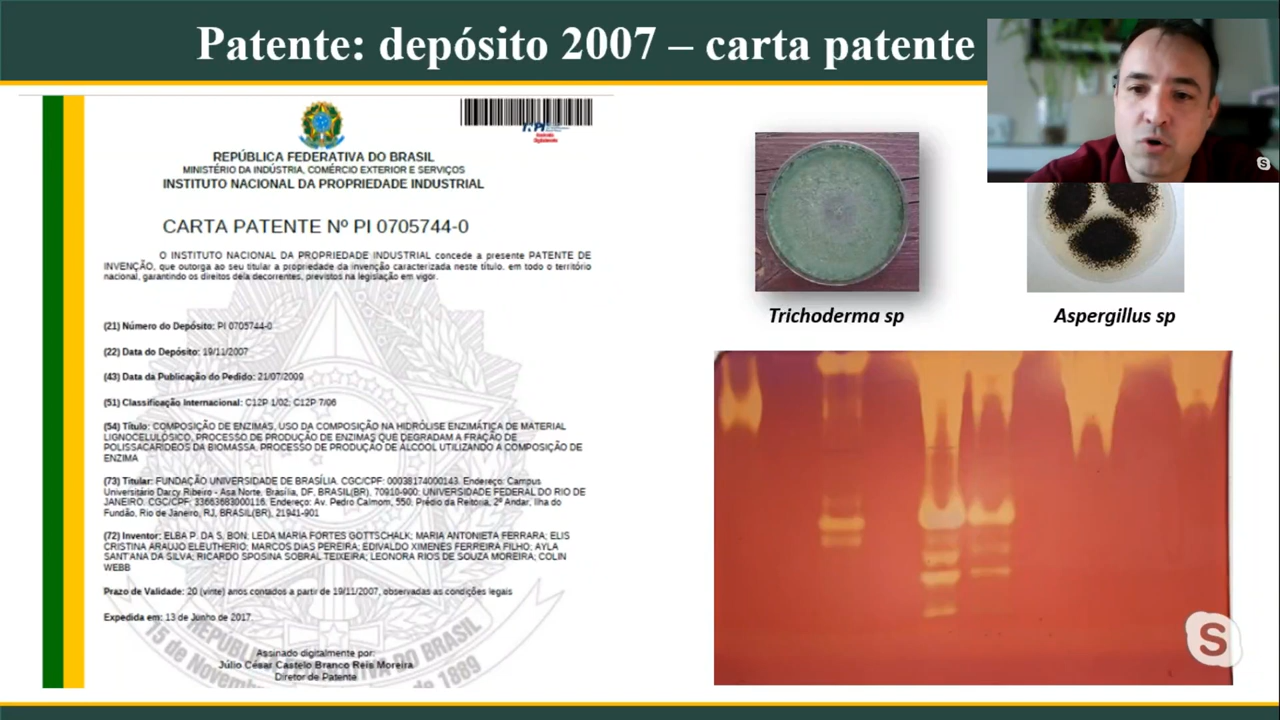 Patente: depósito 2007 – carta patente
REPÚBLICA FEDERATIVA DO BRASIL
MINISTÉRIO DA INDÚSTRIA, COMÉRCIO EXTERIOR E SERVIÇOS
INSTITUTO NACIONAL DA PROPRIEDADE INDUSTRIAL
CARTA PATENTE Nº PI 0705744-0
O INSTITUTO NACIONAL DA PROPRIEDADE INDUSTRIAL concede a presente PATENTE DE
INVENÇÃO, que outorga ao seu titular a propriedade da invenção caracterizada neste título, em todo o território
nacional, garantindo os direitos dela decorrentes, previstos na legislação em vigor.
(21) Número do Depósito: PI 0705744-0
(22) Data do Depósito: 19/11/2007
(43) Data da Publicação do Pedido: 21/07/2009
(51) Classificação Internacional: C12P 1/02; C12P 7/06
(54) Título: COMPOSIÇÃO DE ENZIMAS, USO DA COMPOSIÇÃO NA HIDRÓLISE ENZIMÁTICA DE MATERIAL
LIGNOCELULÓSICO, PROCESSO DE PRODUÇÃO DE ENZIMAS QUE DEGRADAM A FRAÇÃO DE
POLISSACARÍDEOS DA BIOMASSA, PROCESSO DE PRODUÇÃO DE ÁLCOOL UTILIZANDO A COMPOSIÇÃO DE
ENZIMA
(73) Titular: FUNDAÇÃO UNIVERSIDADE DE BRASÍLIA. CGC/CPF: 00038174000143. Endereço: Campus
Universitário Darcy Ribeiro - Asa Norte, Brasília, DF, BRASIL(BR), 70910-900; UNIVERSIDADE FEDERAL DO RIO DE
JANEIRO. CGC/CPF: 33663683000116. Endereço: Av. Pedro Calmom, 550, Prédio da Reitoria, 2º Andar, Ilha do
Fundão, Rio de Janeiro, RJ, BRASIL(BR), 21941-901
(72) Inventor: ELBA P. DA S. BON; LEDA MARIA FORTES GOTTSCHALK; MARIA ANTONIETA FERRARA; ELIS
CRISTINA ARAÚJO ELEUTHERIO; MARCOS DIAS PEREIRA; EDIVALDO XIMENES FERREIRA FILHO; AYLA
SANT'ANA DA SILVA; RICARDO SPOSINA SOBRAL TEIXEIRA; LEONORA RIOS DE SOUZA MOREIRA; COLIN
WEBB
Prazo de Validade: 20 (vinte) anos contados a partir de 19/11/2007, observadas as condições legais
Expedida em: 13 de Junho de 2017.
Assinado digitalmente por:
Júlio César Castelo Branco Reis Moreira
Diretor de Patente
REPÚBLICA DO BRASIL
15 de Novembro de 1889
Trichoderma sp
Aspergillus sp
S